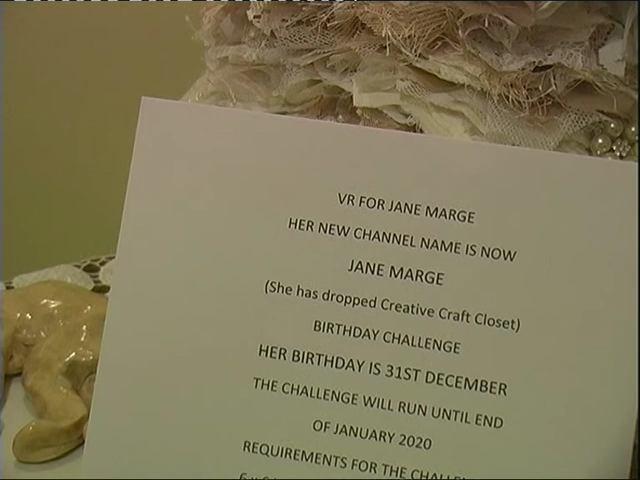 VR FOR JANE MARGE
HER NEW CHANNEL NAME IS NOW
JANE MARGE
(She has dropped Creative Craft Closet)
BIRTHDAY CHALLENGE
HER BIRTHDAY IS 31ST DECEMBER
THE CHALLENGE WILL RUN UNTIL END
OF JANUARY 2020
REQUIREMENTS FOR THE